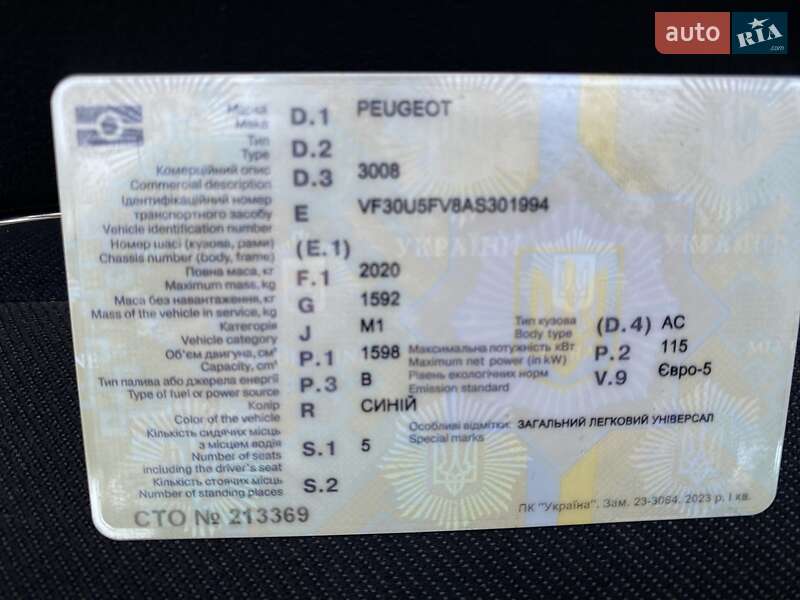 auto RIA .com
Марка
Make D.1 PEUGEOT
Тип
Type D.2
Комерційний опис
Commercial description D.3 3008
Ідентифікаційний номер
транспортного засобу
Vehicle identification number E VF30U5FV8AS301994
Номер шасі (кузова, рами)
Chassis number (body, frame) (E.1)
Повна маса, кг
Maximum mass, kg F.1 2020
Маса без навантаження, кг
Mass of the vehicle in service, kg G 1592
Категорія
Vehicle category J M1
Тип кузова
Body type (D.4) AC
Об'єм двигуна, см³
Capacity, cm³ P.1 1598
Максимальна потужність кВт
Maximum net power (in kW) P.2 115
Тип палива або джерела енергії
Type of fuel or power source P.3 B
Рівень екологічних норм
Emission standard V.9 Євро-5
Колір
Color of the vehicle R СИНІЙ
Особливі відмітки: ЗАГАЛЬНИЙ ЛЕГКОВИЙ УНІВЕРСАЛ
Special marks
Кількість сидячих місць
з місцем водія
Number of seats
including the driver's seat S.1 5
Кількість стоячих місць
Number of standing places S.2
СТО № 213369
ПК "Україна". Зам. 23-3084. 2023 р. І кв.